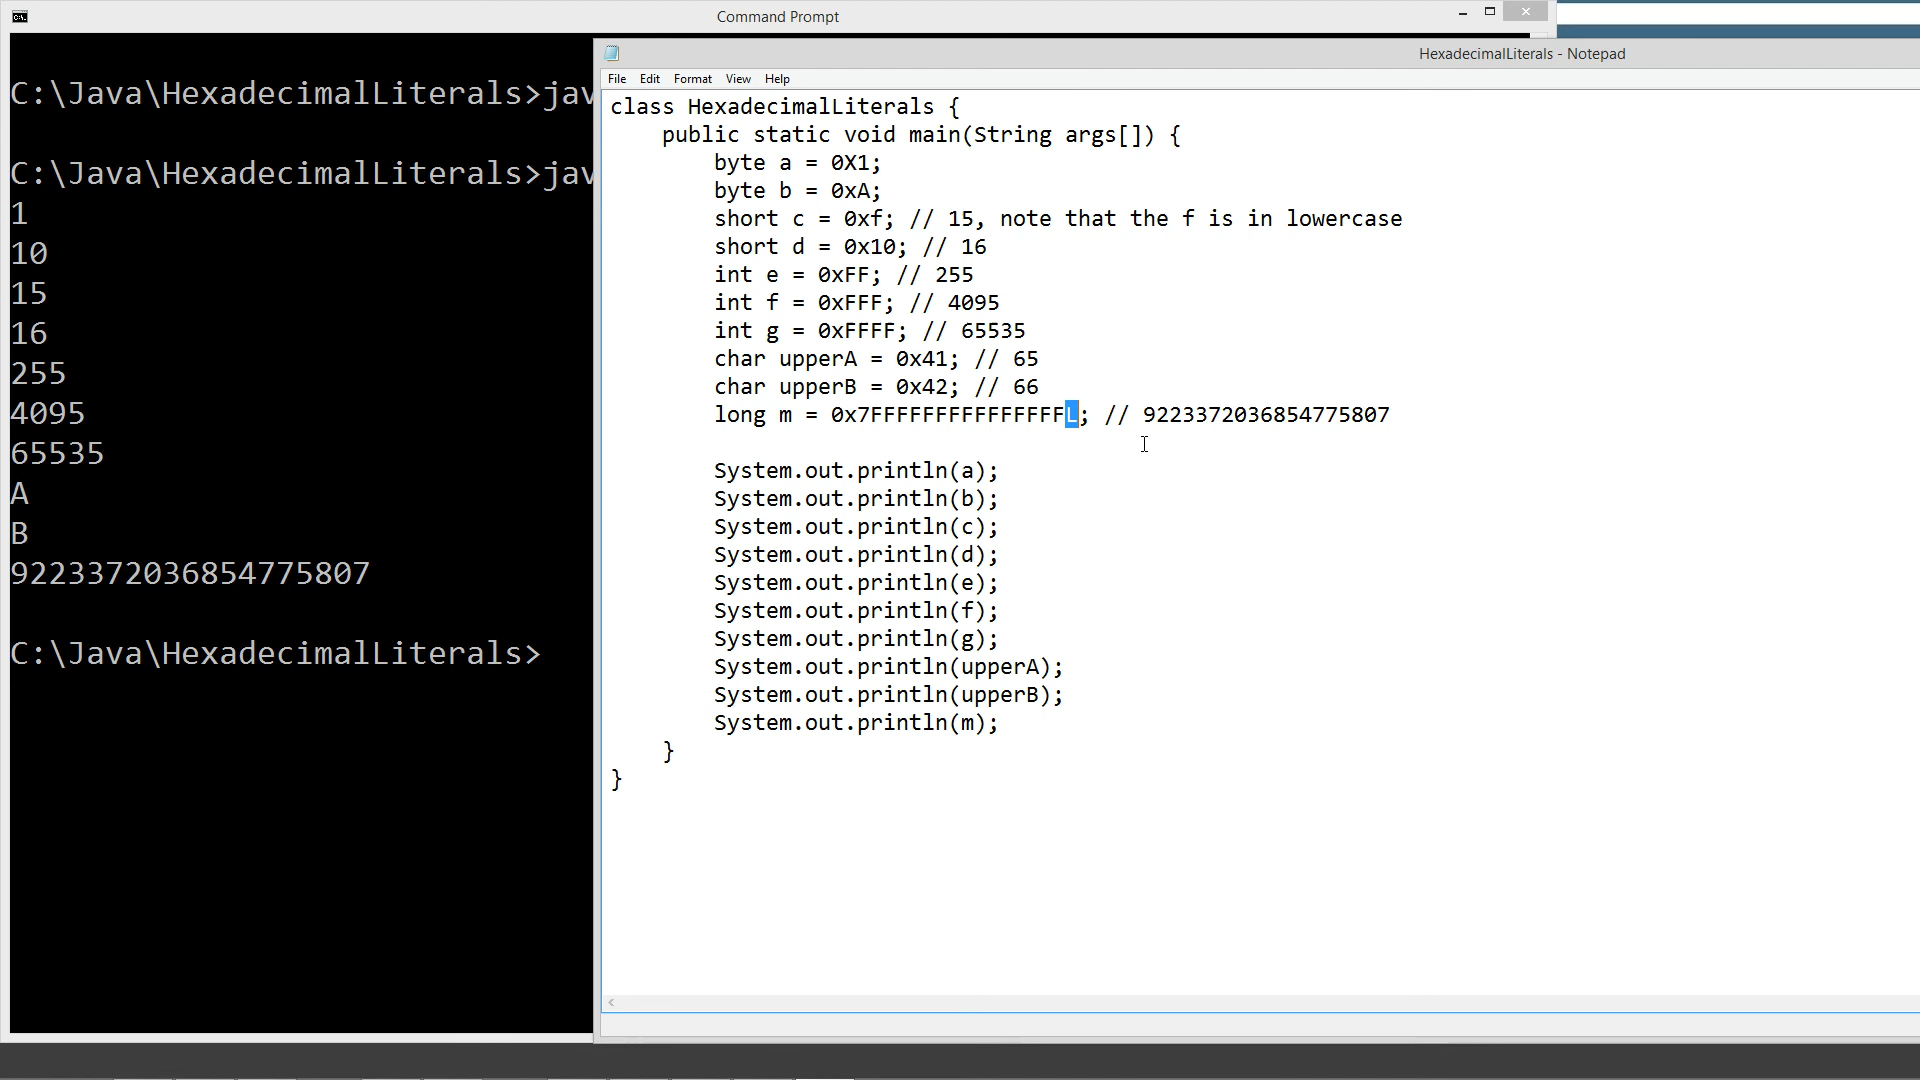 Command Prompt
C:\Java\HexadecimalLiterals>jav
C:\Java\HexadecimalLiterals>jav
1
10
15
16
255
4095
65535
A
B
9223372036854775807
C:\Java\HexadecimalLiterals>
HexadecimalLiterals - Notepad
File Edit Format View Help
class HexadecimalLiterals {
    public static void main(String args[]) {
        byte a = 0X1;
        byte b = 0xA;
        short c = 0xf; // 15, note that the f is in lowercase
        short d = 0x10; // 16
        int e = 0xFF; // 255
        int f = 0xFFF; // 4095
        int g = 0xFFFF; // 65535
        char upperA = 0x41; // 65
        char upperB = 0x42; // 66
        long m = 0x7FFFFFFFFFFFFFFFL; // 9223372036854775807
        System.out.println(a);
        System.out.println(b);
        System.out.println(c);
        System.out.println(d);
        System.out.println(e);
        System.out.println(f);
        System.out.println(g);
        System.out.println(upperA);
        System.out.println(upperB);
        System.out.println(m);
    }
}